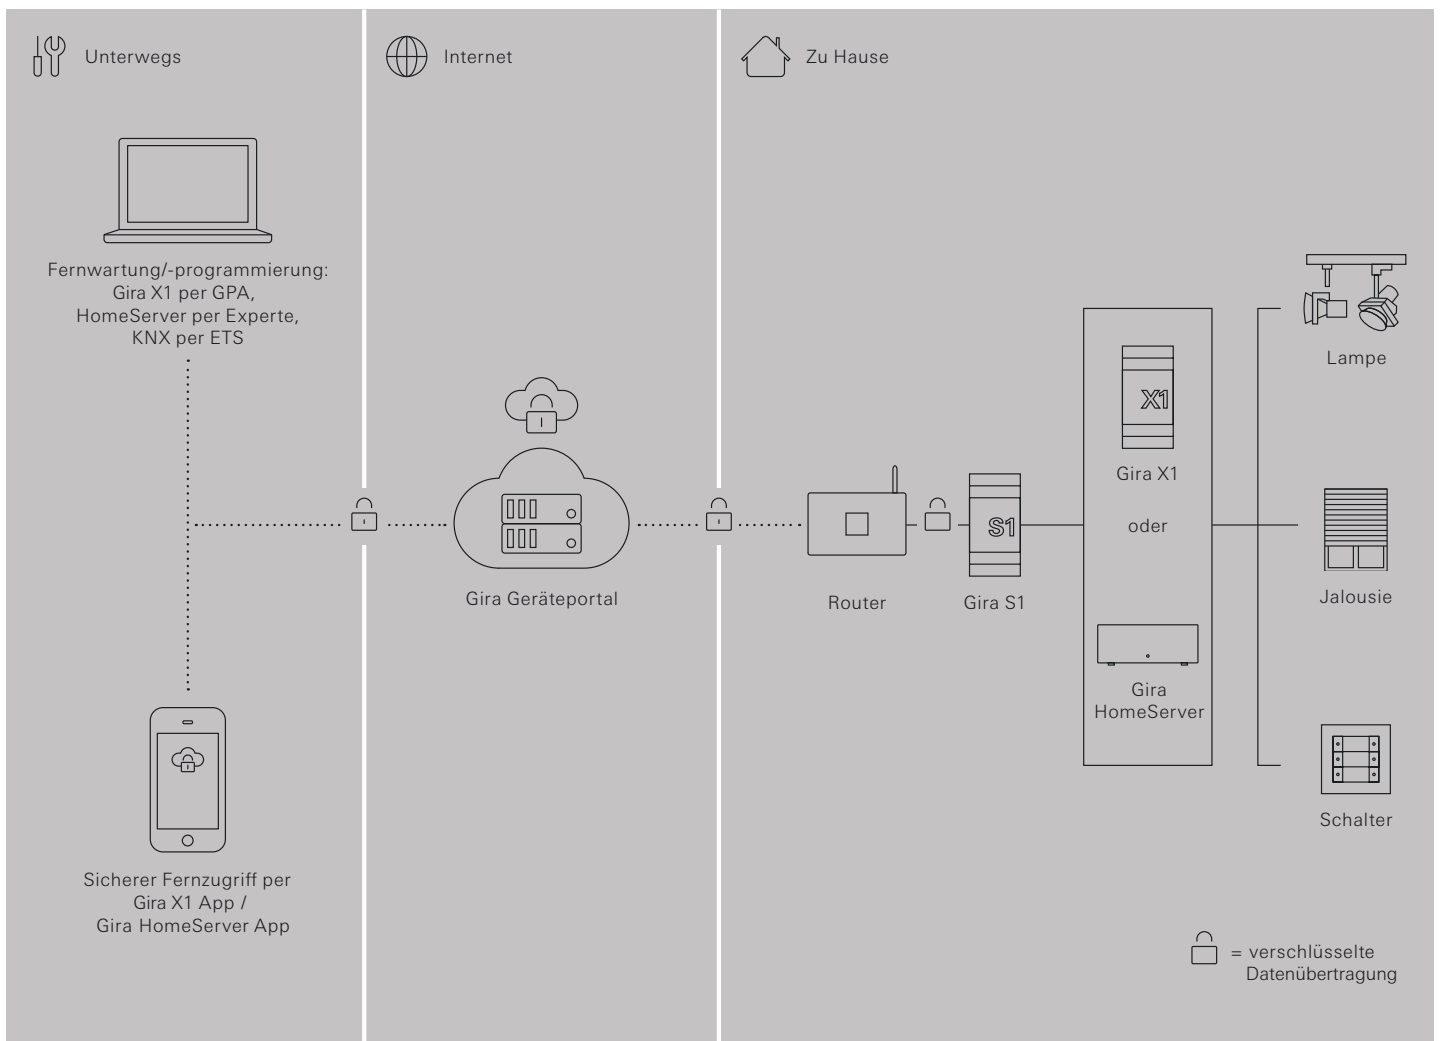 Unterwegs
Internet
Zu Hause
Fernwartung/-programmierung:
Gira X1 per GPA,
HomeServer per Experte,
KNX per ETS
Lampe
X1
Gira X1
oder
S1
Gira Geräteportal
Router
Gira S1
Jalousie
Gira
HomeServer
Schalter
Sicherer Fernzugriff per
Gira X1 App /
Gira HomeServer App
= verschlüsselte
Datenübertragung